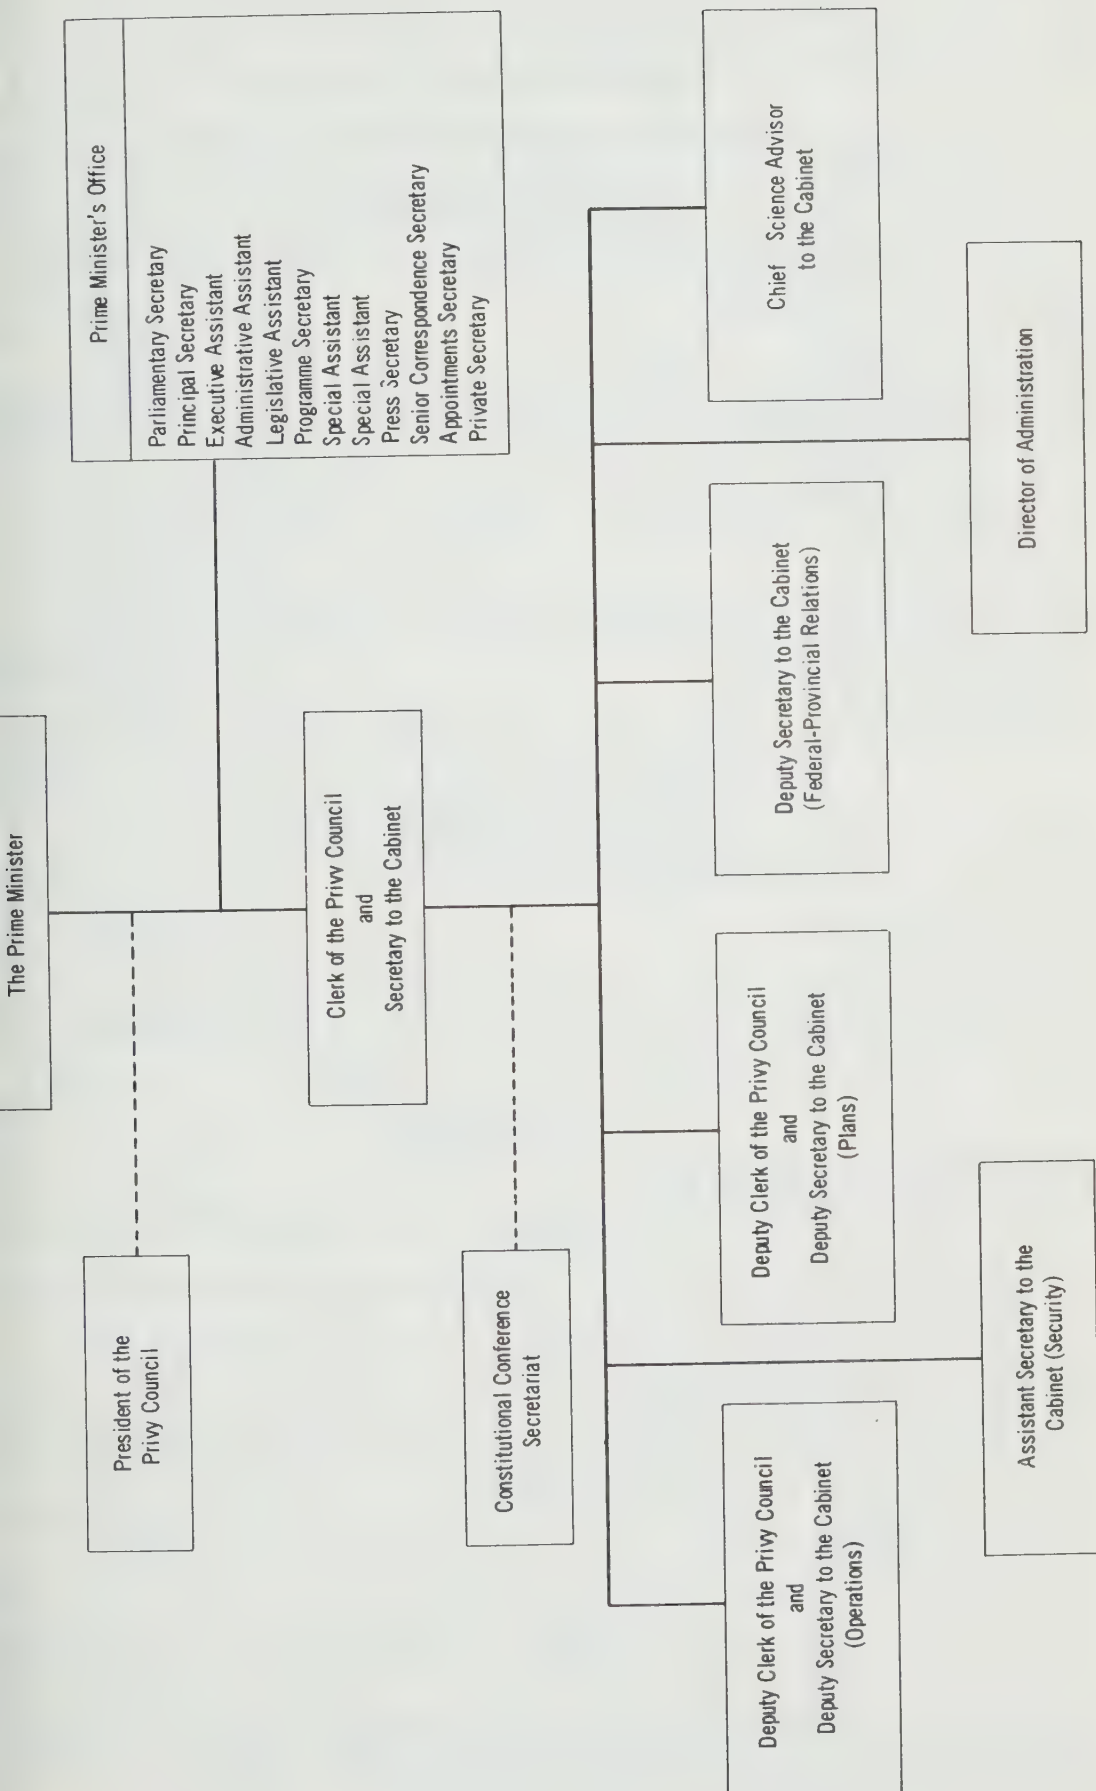 The Prime Minister
Prime Minister's Office
Parliamentary Secretary
Principal Secretary
Executive Assistant
Administrative Assistant
Legislative Assistant
Programme Secretary
Special Assistant
Special Assistant
Press Secretary
Senior Correspondence Secretary
Appointments Secretary
Private Secretary
President of the
Privy Council
Clerk of the Privy Council
and
Secretary to the Cabinet
Constitutional Conference
Secretariat
Deputy Clerk of the Privy Council
and
Deputy Secretary to the Cabinet
(Operations)
Deputy Clerk of the Privy Council
and
Deputy Secretary to the Cabinet
(Plans)
Deputy Secretary to the Cabinet
(Federal-Provincial Relations)
Chief Science Advisor
to the Cabinet
Assistant Secretary to the
Cabinet (Security)
Director of Administration